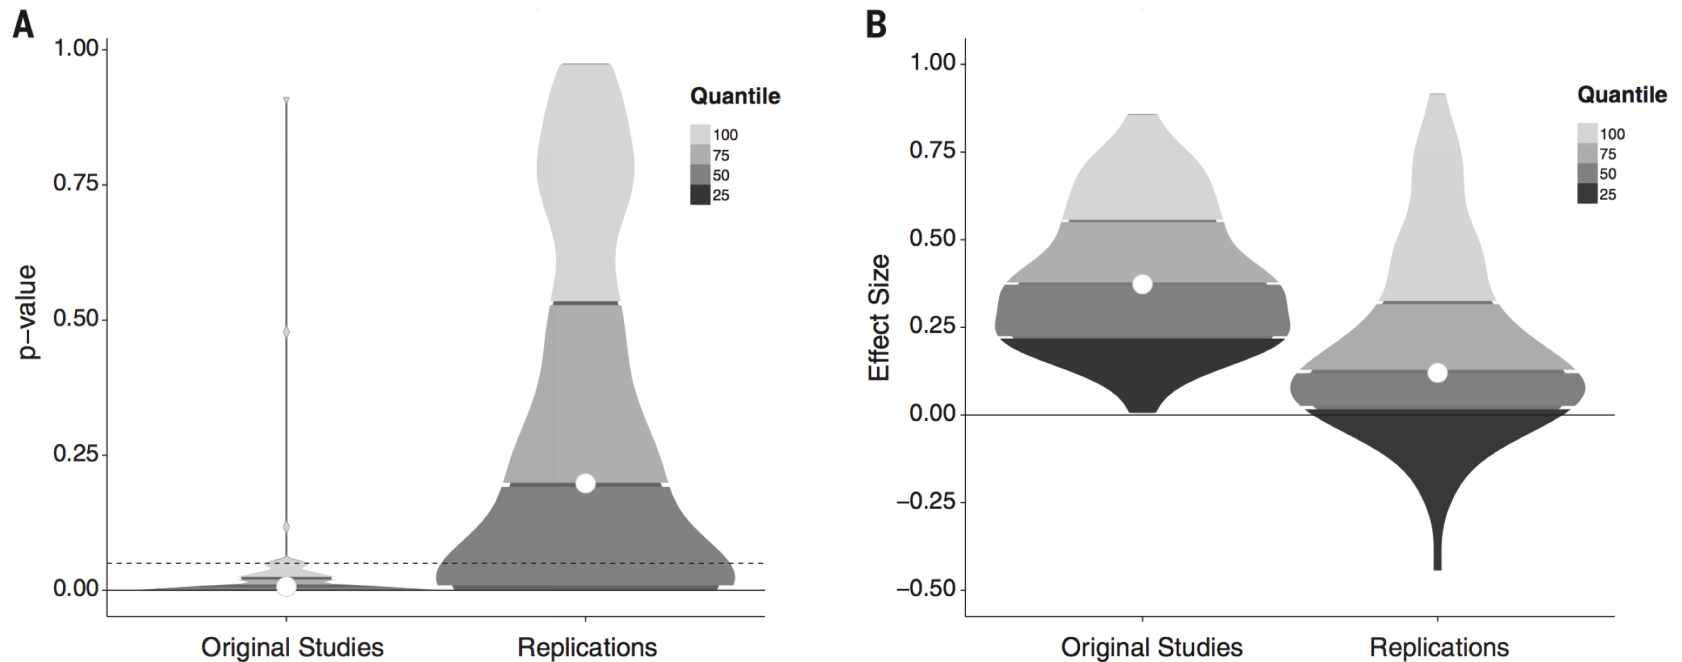 A
p-value
1.00
0.75
0.50
0.25
0.00
Quantile
100
75
50
25
Original Studies Replications
B
Effect Size
1.00
0.75
0.50
0.25
0.00
−0.25
−0.50
Quantile
100
75
50
25
Original Studies Replications